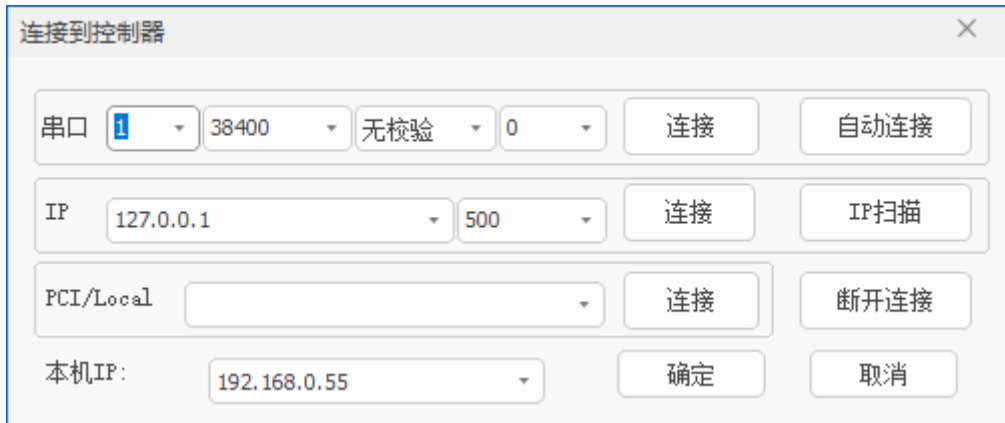 连接到控制器
串口 1 38400 无校验 0 连接 自动连接
IP 127.0.0.1 500 连接 IP扫描
PCI/Local 连接 断开连接
本机IP: 192.168.0.55 确定 取消